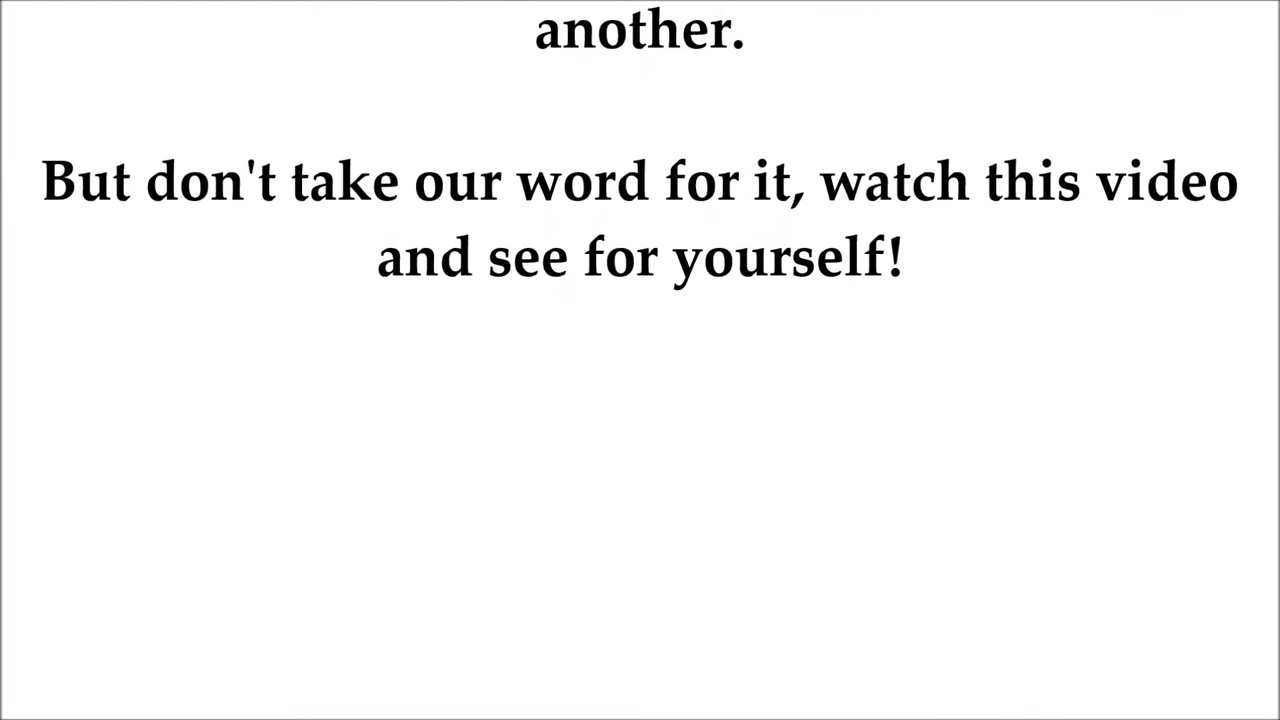 another.
But don't take our word for it, watch this video
and see for yourself!